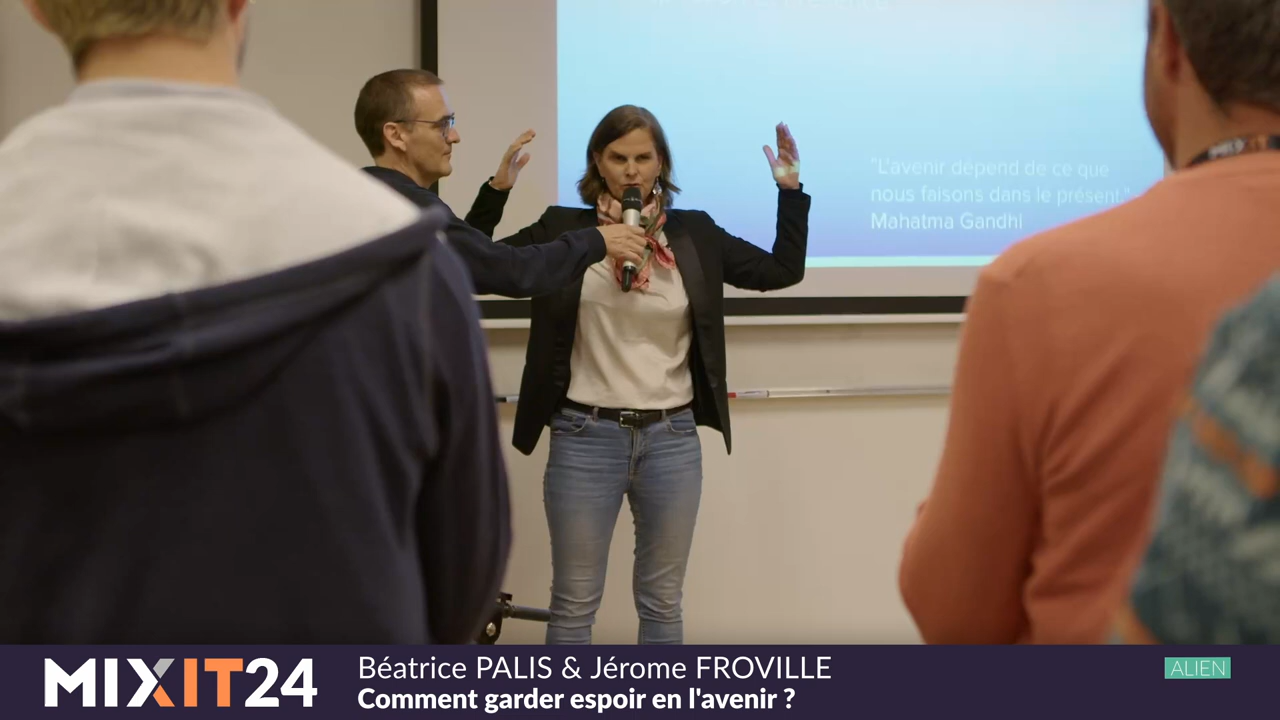 "L'avenir dépend de ce que
nous faisons dans le présent."
Mahatma Gandhi
MIXIT24
Béatrice PALIS & Jérome FROVILLE
Comment garder espoir en l'avenir ?
ALIEN